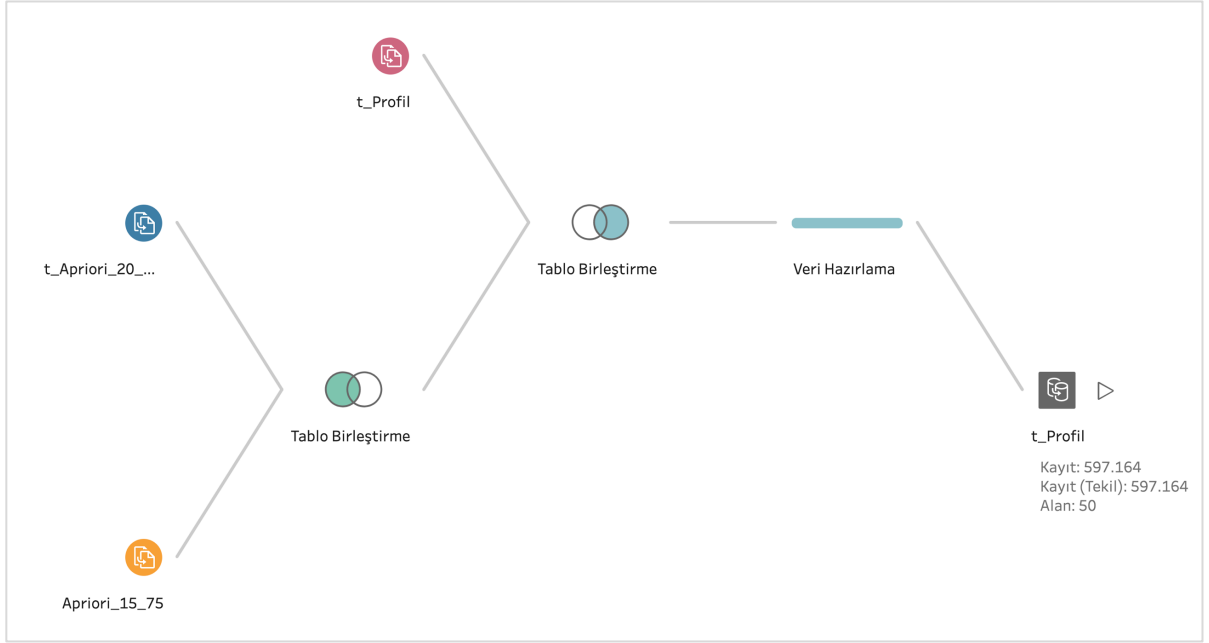 t_Profil
t_Apriori_20_...
Tablo Birleştirme
Veri Hazırlama
Tablo Birleştirme
t_Profil
Kayıt: 597.164
Kayıt (Tekil): 597.164
Alan: 50
Apriori_15_75